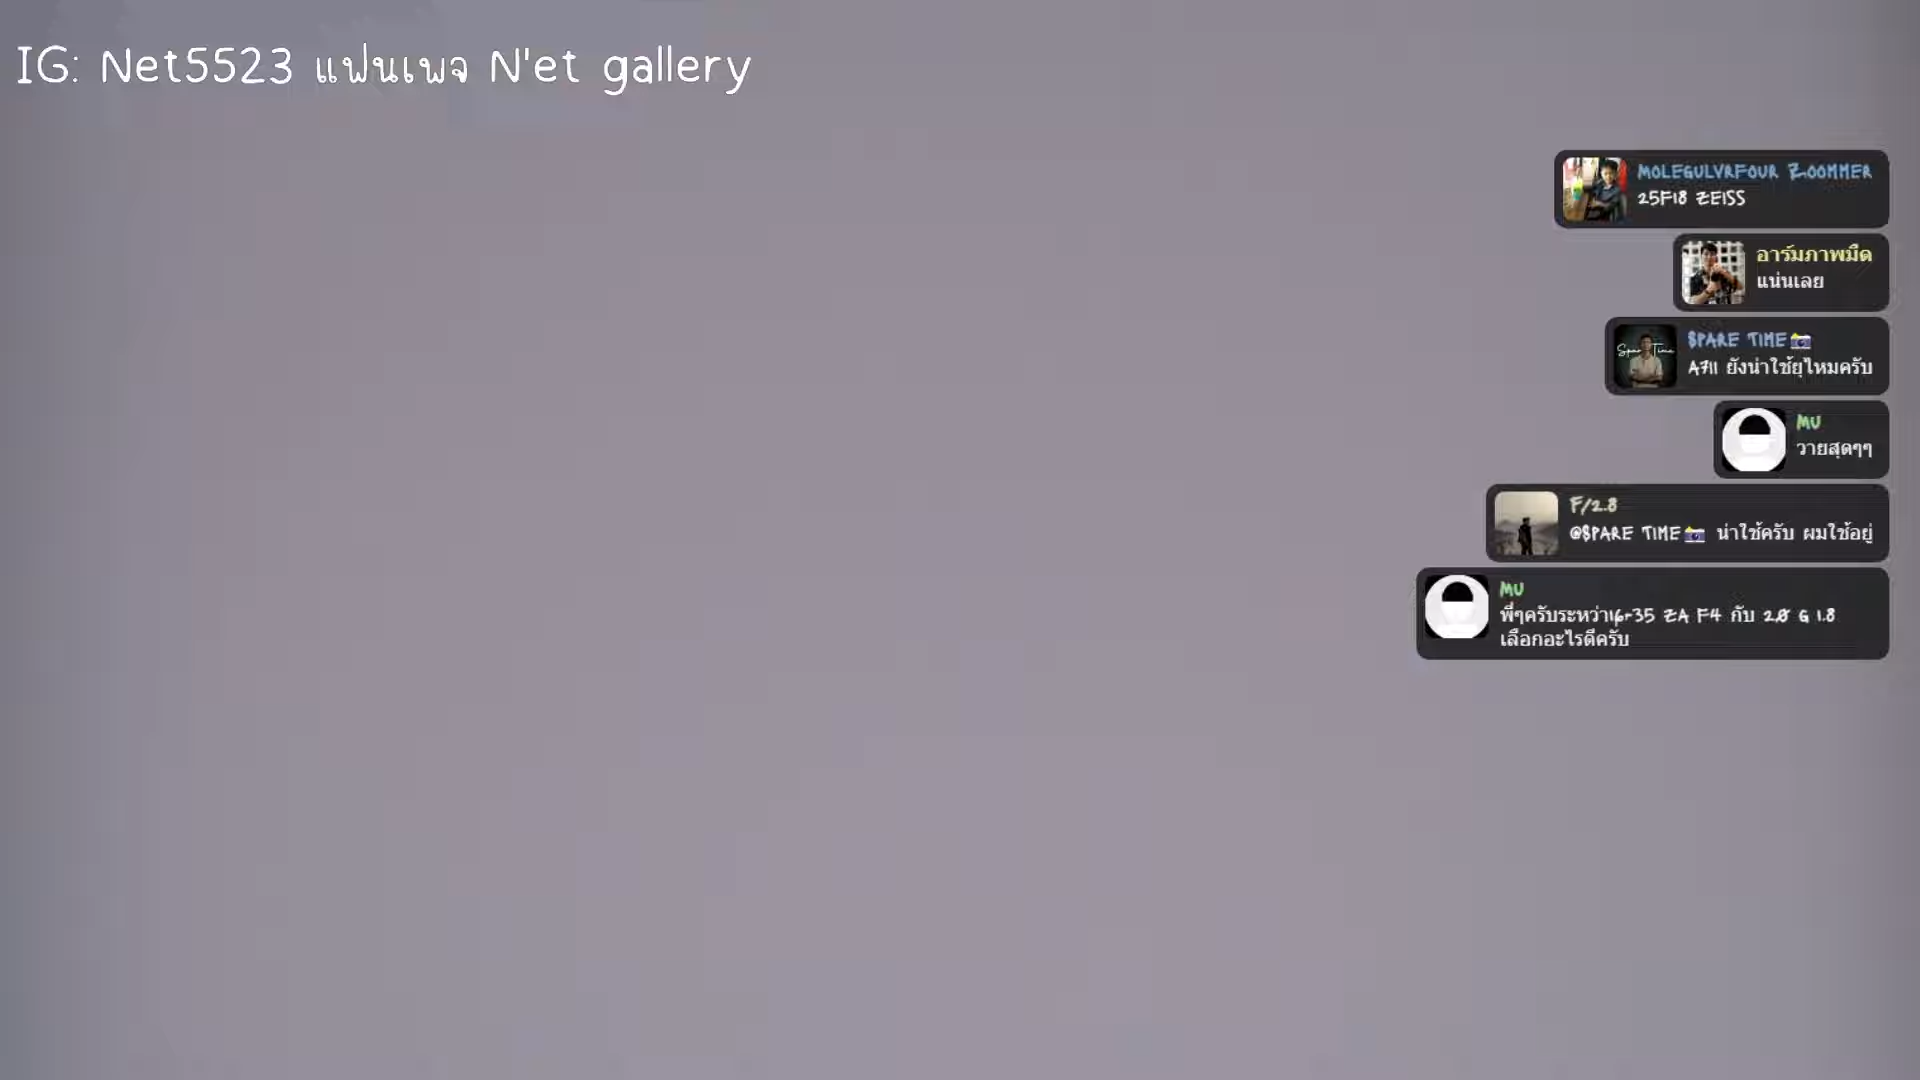 IG: Net5523 แฟนเพจ N'et gallery
MOLEGULVRFOUR ZOOMMER
25F18 ZEISS
อาร์มภาพมืด
แน่นเลย
SPARE TIME📷
A7II ยังน่าใช้ยุไหมครับ
MU
วายสุดๆๆ
F/2.8
@SPARE TIME📷 น่าใช้ครับ ผมใช้อยู่
MU
พี่ๆครับระหว่า16-35 ZA F4 กับ 20 G 1.8
เลือกอะไรดีครับ